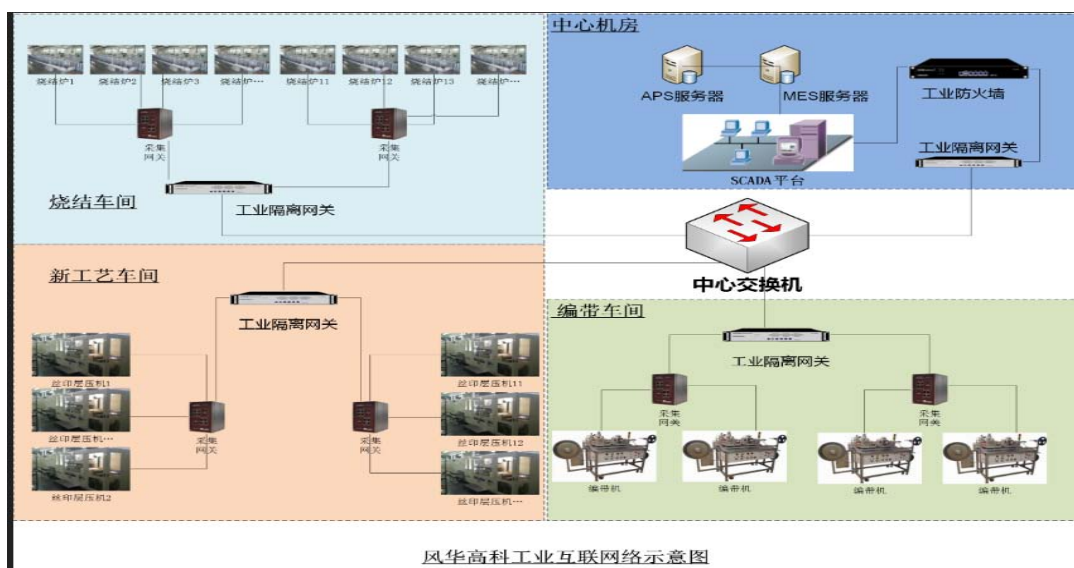 烧结炉1 烧结炉2 烧结炉3 烧结炉… 烧结炉11 烧结炉12 烧结炉13 烧结炉…
采集
网关
采集
网关
烧结车间
工业隔离网关
中心机房
APS服务器
MES服务器
工业防火墙
工业隔离网关
SCADA平台
中心交换机
新工艺车间
工业隔离网关
丝印层压机1
丝印层压机…
丝印层压机2
采集
网关
采集
网关
丝印层压机11
丝印层压机12
丝印层压机…
编带车间
工业隔离网关
采集
网关
采集
网关
编带机
编带机
编带机
编带机
风华高科工业互联网络示意图